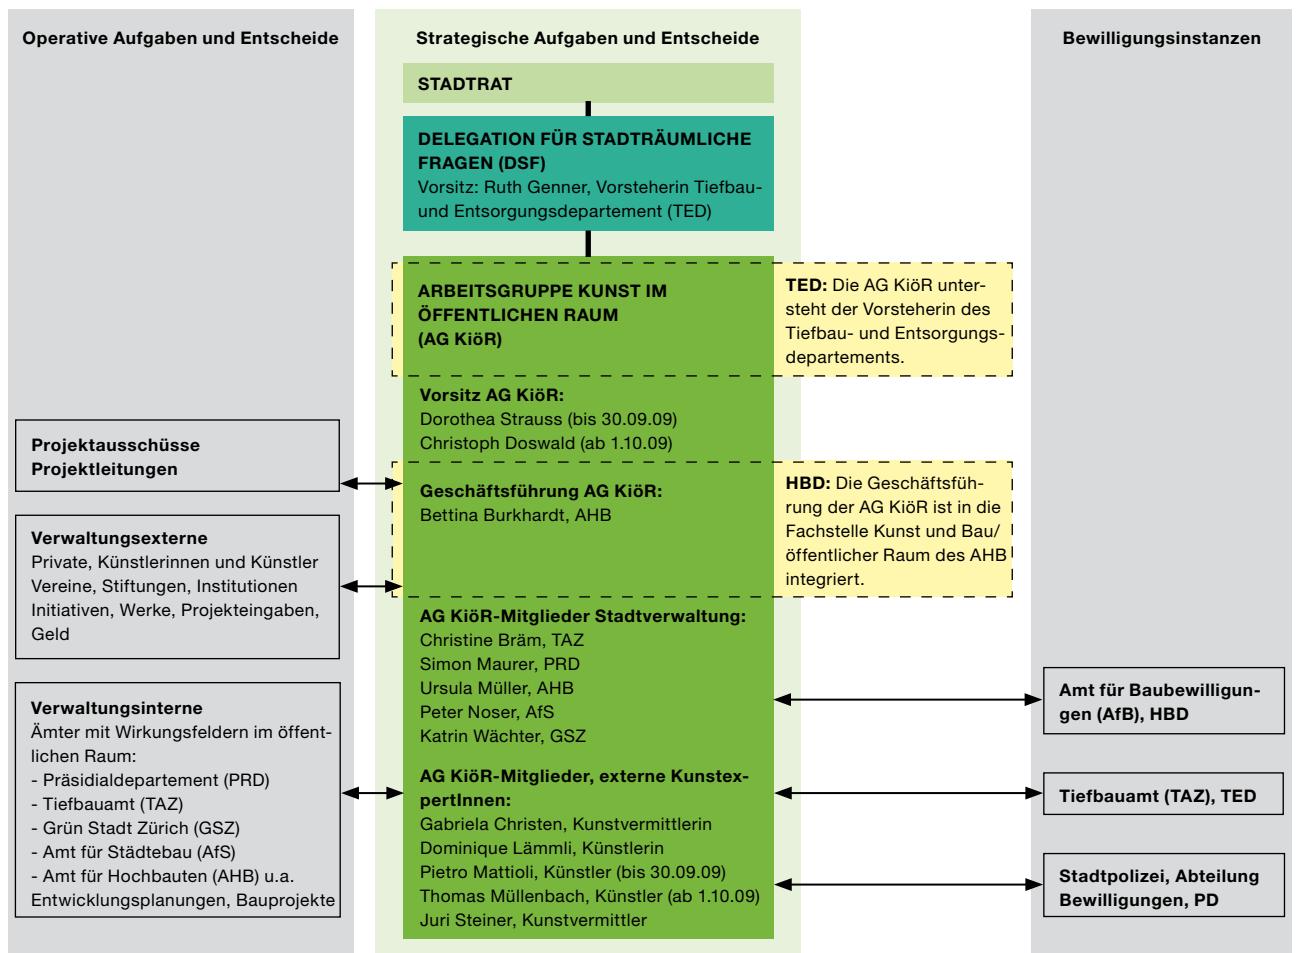 Operative Aufgaben und Entscheide
Projektausschüsse
Projektleitungen
Verwaltungsexterne
Private, Künstlerinnen und Künstler
Vereine, Stiftungen, Institutionen
Initiativen, Werke, Projekteingaben,
Geld
Verwaltungsinterne
Ämter mit Wirkungsfeldern im öffent-
lichen Raum:
- Präsidialdepartement (PRD)
- Tiefbauamt (TAZ)
- Grün Stadt Zürich (GSZ)
- Amt für Städtebau (AfS)
- Amt für Hochbauten (AHB) u.a.
Entwicklungsplanungen, Bauprojekte
Strategische Aufgaben und Entscheide
STADTRAT
DELEGATION FÜR STADTRÄUMLICHE
FRAGEN (DSF)
Vorsitz: Ruth Genner, Vorsteherin Tiefbau-
und Entsorgungsdepartement (TED)
ARBEITSGRUPPE KUNST IM
ÖFFENTLICHEN RAUM
(AG KiöR)
TED: Die AG KiöR unter-
steht der Vorsteherin des
Tiefbau- und Entsorgungs-
departements.
Vorsitz AG KiöR:
Dorothea Strauss (bis 30.09.09)
Christoph Doswald (ab 1.10.09)
Geschäftsführung AG KiöR:
Bettina Burkhardt, AHB
HBD: Die Geschäftsfüh-
rung der AG KiöR ist in die
Fachstelle Kunst und Bau/
öffentlicher Raum des AHB
integriert.
AG KiöR-Mitglieder Stadtverwaltung:
Christine Bräm, TAZ
Simon Maurer, PRD
Ursula Müller, AHB
Peter Noser, AfS
Katrin Wächter, GSZ
AG KiöR-Mitglieder, externe Kunstex-
pertInnen:
Gabriela Christen, Kunstvermittlerin
Dominique Lämmli, Künstlerin
Pietro Mattioli, Künstler (bis 30.09.09)
Thomas Müllenbach, Künstler (ab 1.10.09)
Juri Steiner, Kunstvermittler
Bewilligungsinstanzen
Amt für Baubewilligun-
gen (AfB), HBD
Tiefbauamt (TAZ), TED
Stadtpolizei, Abteilung
Bewilligungen, PD